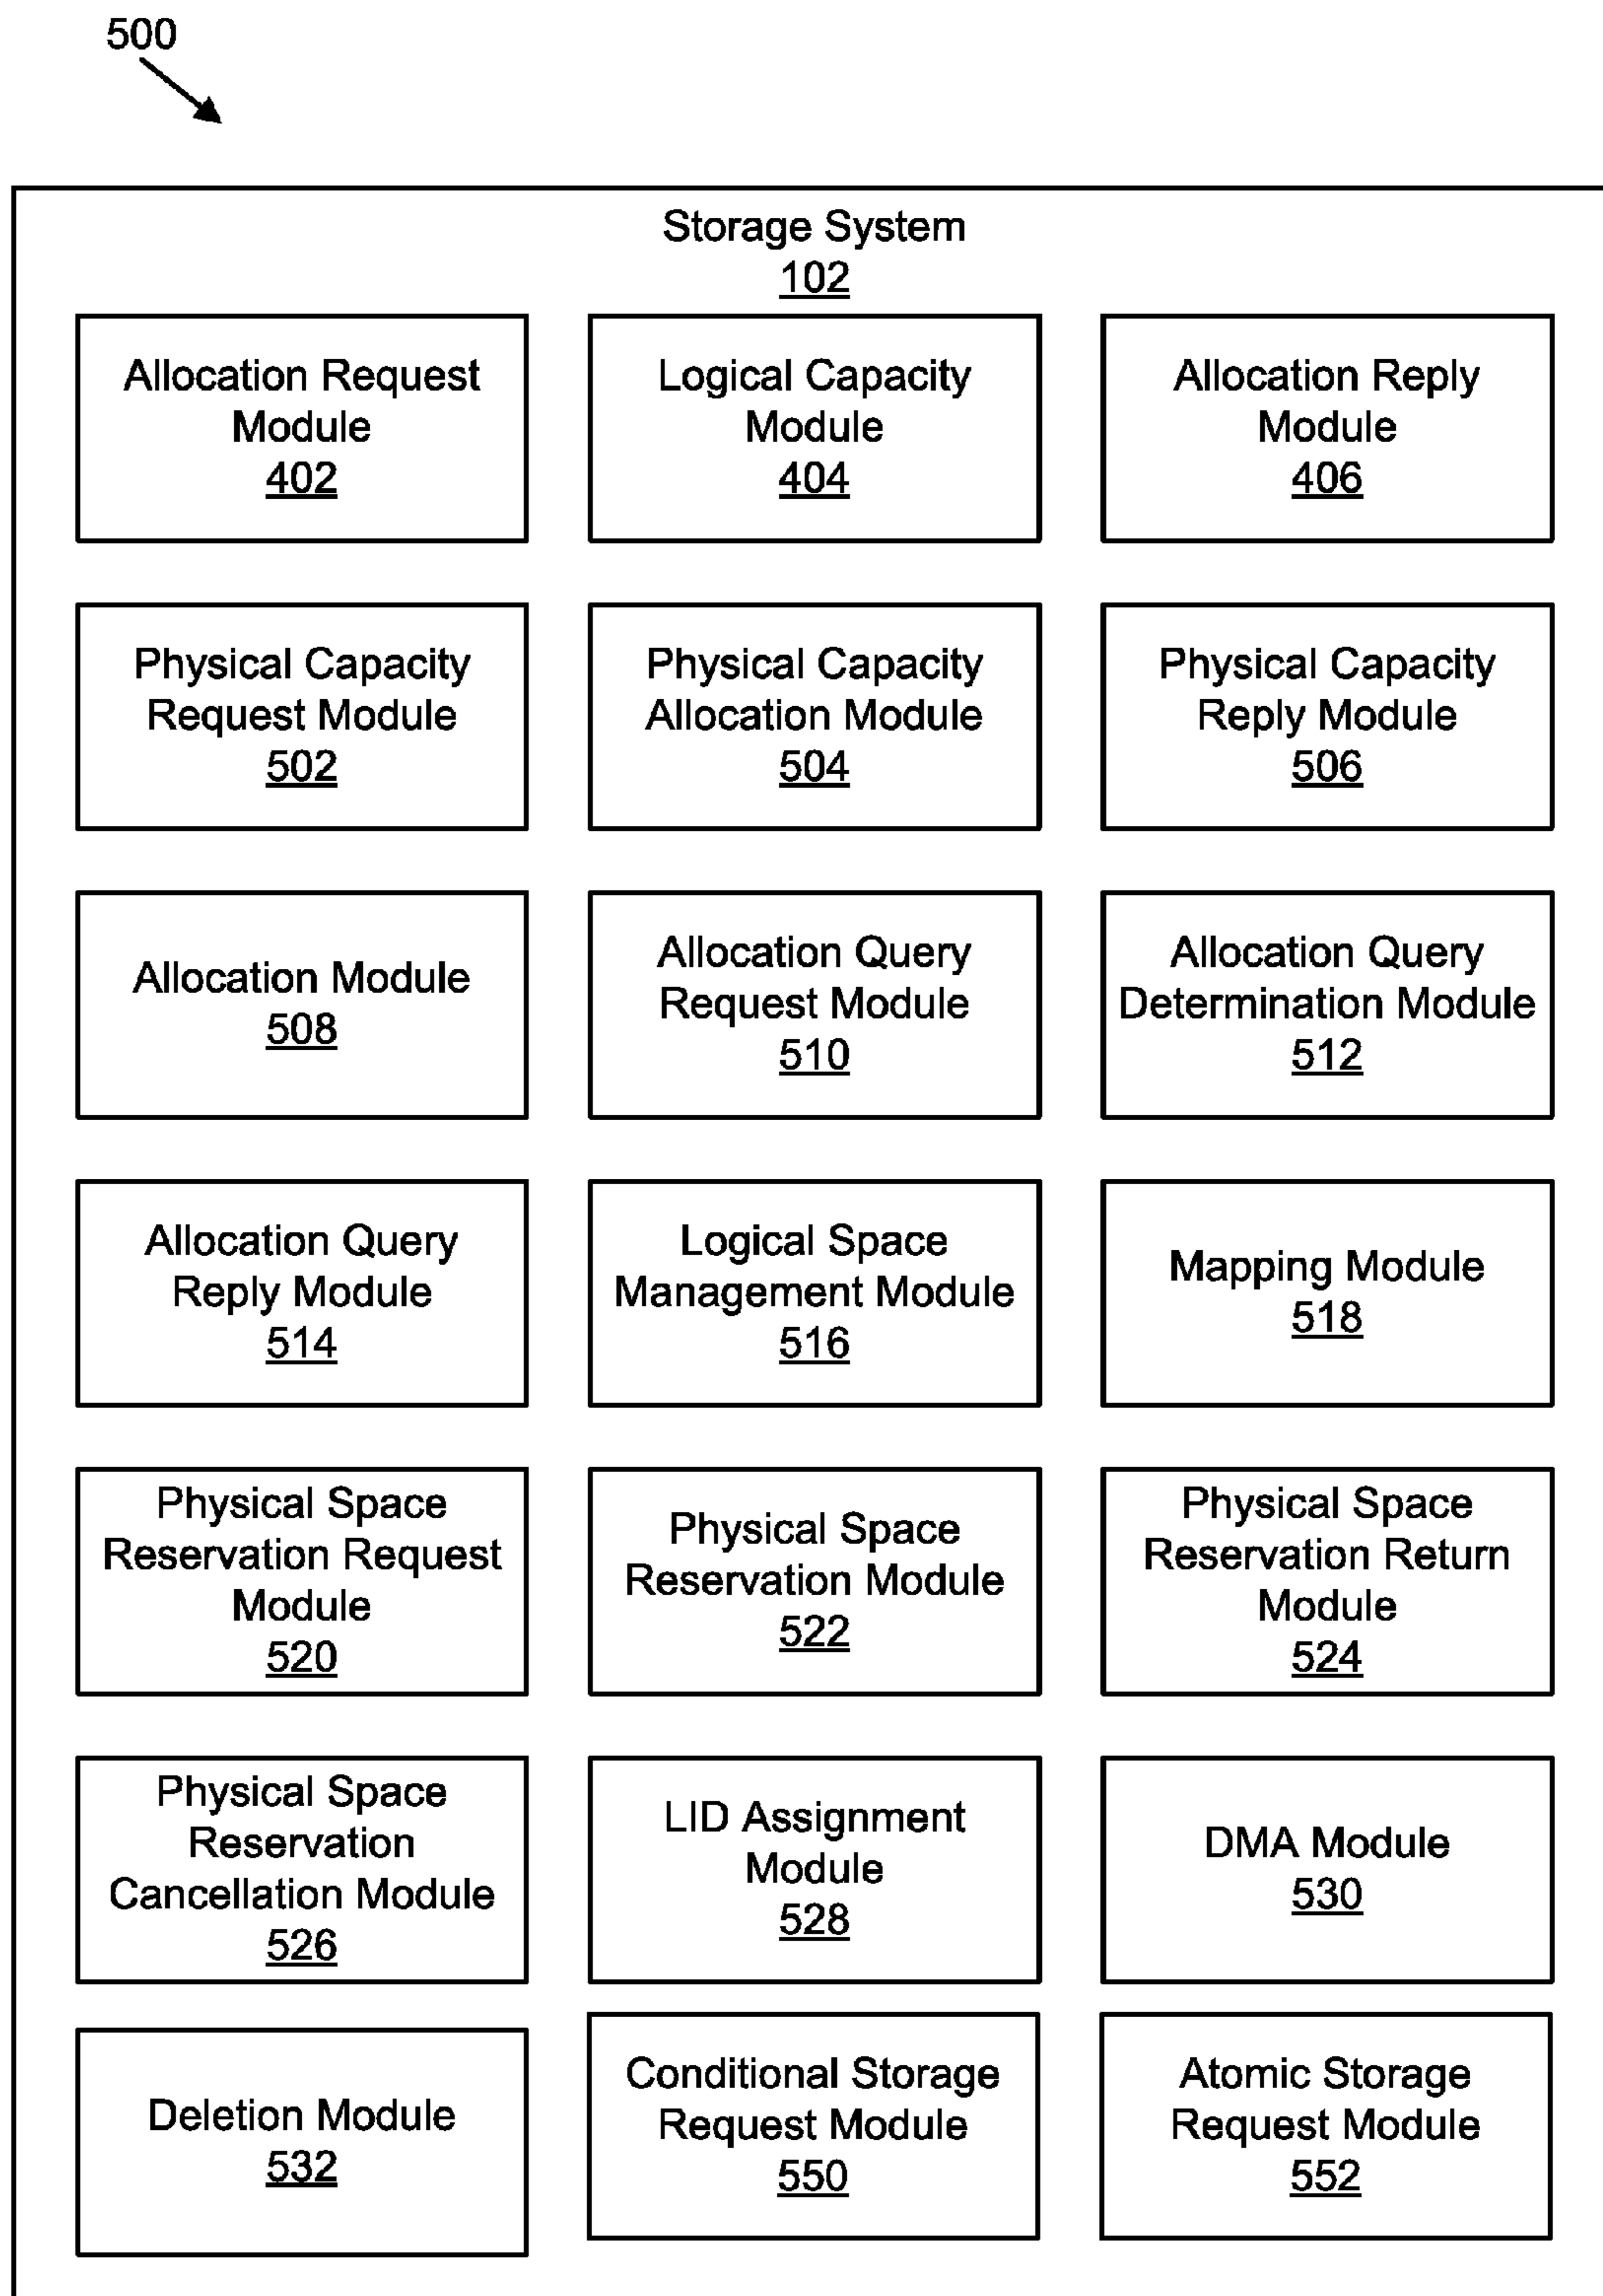 500
Storage System
102
Allocation Request
Module
402
Logical Capacity
Module
404
Allocation Reply
Module
406
Physical Capacity
Request Module
502
Physical Capacity
Allocation Module
504
Physical Capacity
Reply Module
506
Allocation Module
508
Allocation Query
Request Module
510
Allocation Query
Determination Module
512
Allocation Query
Reply Module
514
Logical Space
Management Module
516
Mapping Module
518
Physical Space
Reservation Request
Module
520
Physical Space
Reservation Module
522
Physical Space
Reservation Return
Module
524
Physical Space
Reservation
Cancellation Module
526
LID Assignment
Module
528
DMA Module
530
Deletion Module
532
Conditional Storage
Request Module
550
Atomic Storage
Request Module
552